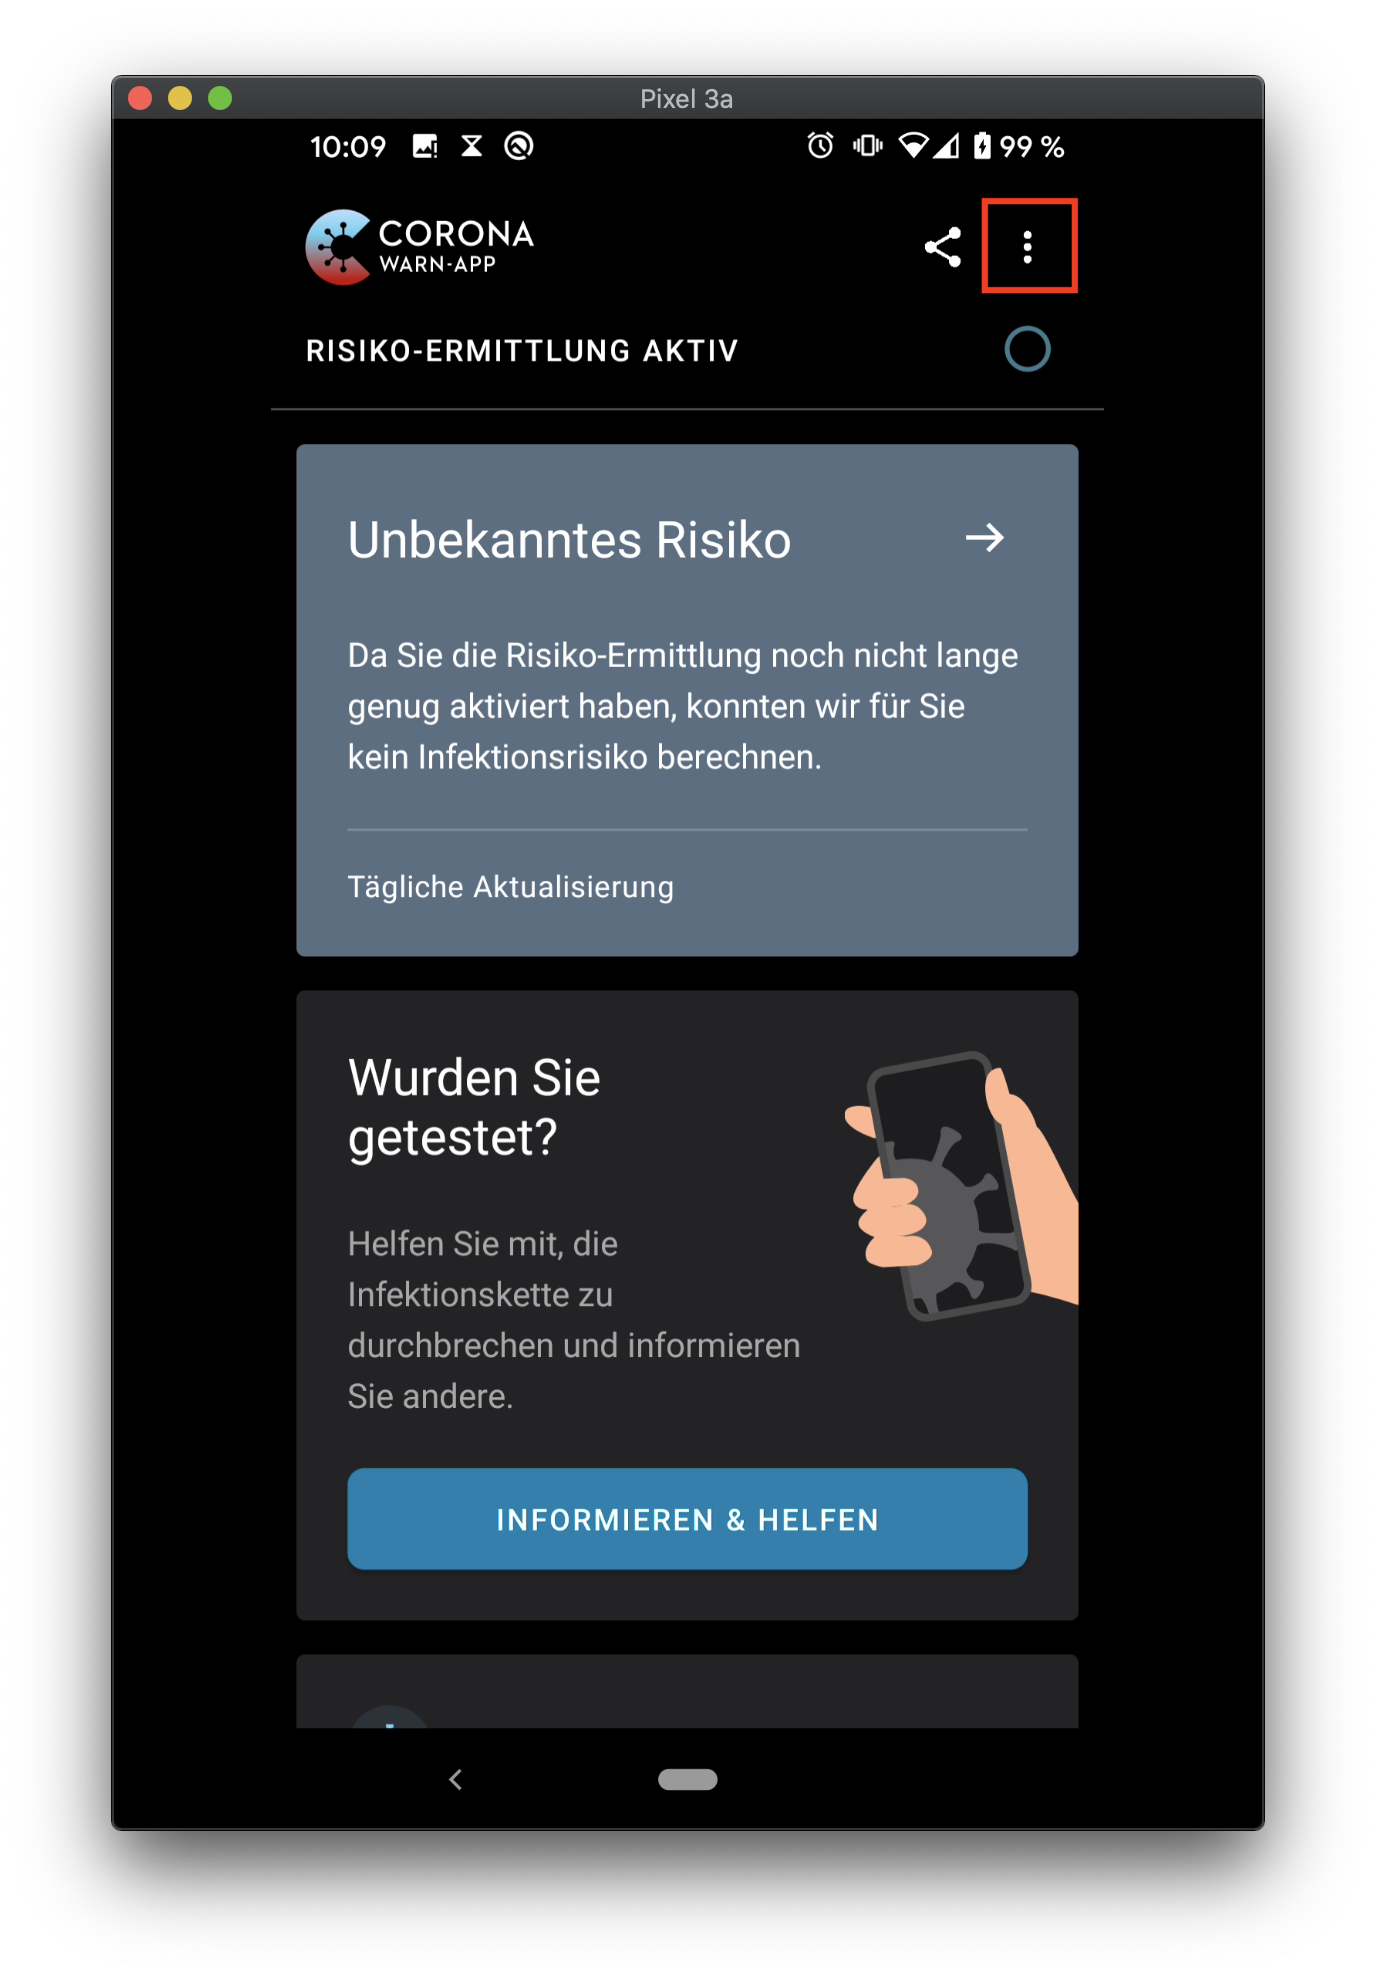 Pixel 3a
10:09
99 %
CORONA
WARN-APP
RISIKO-ERMITTLUNG AKTIV
Unbekanntes Risiko
Da Sie die Risiko-Ermittlung noch nicht lange
genug aktiviert haben, konnten wir für Sie
kein Infektionsrisiko berechnen.
Tägliche Aktualisierung
Wurden Sie
getestet?
Helfen Sie mit, die
Infektionskette zu
durchbrechen und informieren
Sie andere.
INFORMIEREN & HELFEN